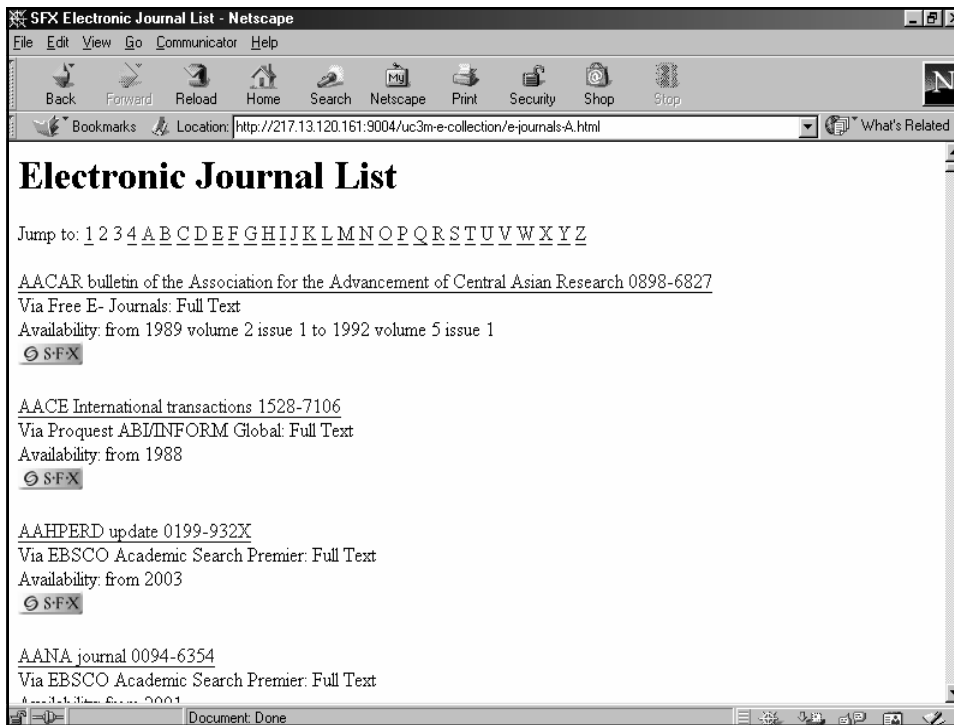 SFX Electronic Journal List - Netscape
File Edit View Go Communicator Help
Back Forward Reload Home Search Netscape Print Security Shop Stop
Bookmarks Location: http://217.13.120.161:9004/uc3m-e-collection/e-journals-A.html What's Related
Electronic Journal List
Jump to: 1 2 3 4 A B C D E F G H I J K L M N O P Q R S T U V W X Y Z
AACAR bulletin of the Association for the Advancement of Central Asian Research 0898-6827
Via Free E- Journals: Full Text
Availability: from 1989 volume 2 issue 1 to 1992 volume 5 issue 1
S·F·X
AACE International transactions 1528-7106
Via Proquest ABI/INFORM Global: Full Text
Availability: from 1988
S·F·X
AAHPERD update 0199-932X
Via EBSCO Academic Search Premier: Full Text
Availability: from 2003
S·F·X
AANA journal 0094-6354
Via EBSCO Academic Search Premier: Full Text
Availability: from 2001
Document: Done